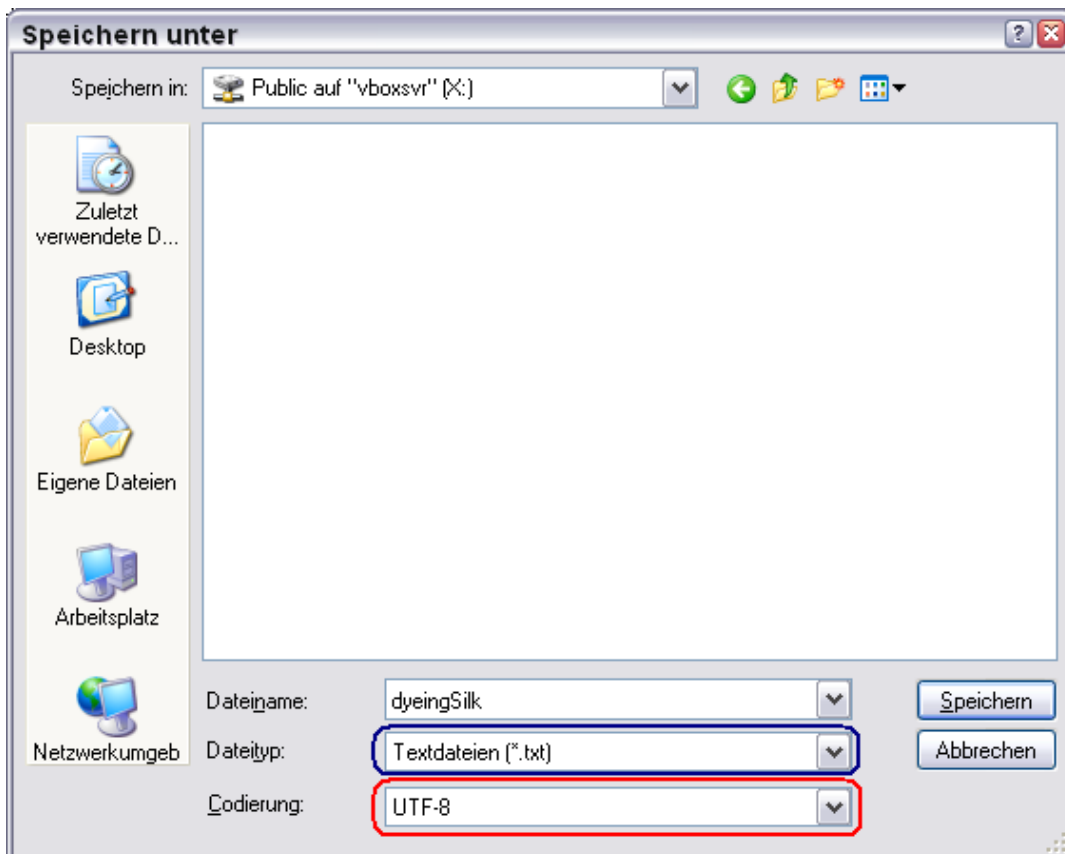 Speichern unter
Speichern in:
Public auf "vboxsvr" (X:)
Zuletzt
verwendete D...
Desktop
Eigene Dateien
Arbeitsplatz
Netzwerkumgeb
Dateiname:
dyeingSilk
Speichern
Dateityp:
Textdateien (*.txt)
Abbrechen
Codierung:
UTF-8